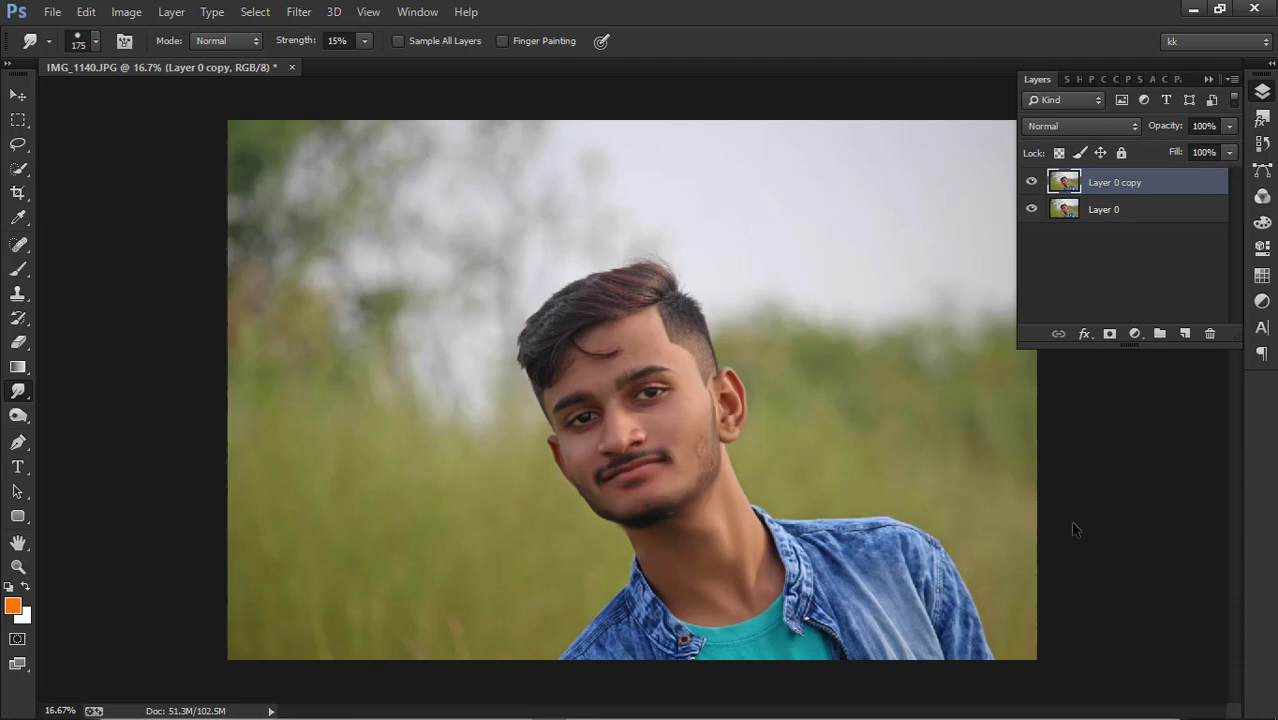 Ps File Edit Image Layer Type Select Filter 3D View Window Help
175 Mode: Normal Strength: 15% Sample All Layers Finger Painting kk
IMG_1140.JPG @ 16.7% (Layer 0 copy, RGB/8) * ×
Layers S H P C C P S A C P
Kind
Normal Opacity: 100%
Lock: Fill: 100%
Layer 0 copy
Layer 0
fx
16.67% Doc: 51.3M/102.5M